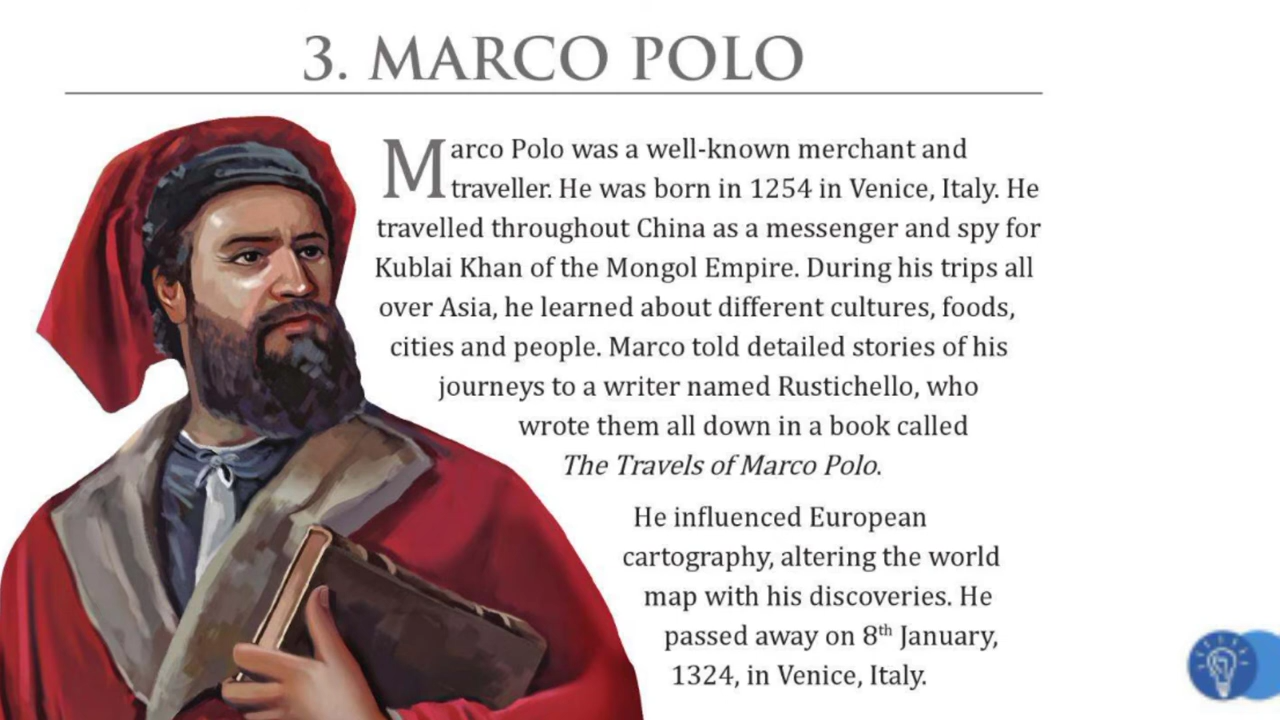 3. MARCO POLO
Marco Polo was a well-known merchant and
traveller. He was born in 1254 in Venice, Italy. He
travelled throughout China as a messenger and spy for
Kublai Khan of the Mongol Empire. During his trips all
over Asia, he learned about different cultures, foods,
cities and people. Marco told detailed stories of his
journeys to a writer named Rustichello, who
wrote them all down in a book called
The Travels of Marco Polo.
He influenced European
cartography, altering the world
map with his discoveries. He
passed away on 8th January,
1324, in Venice, Italy.